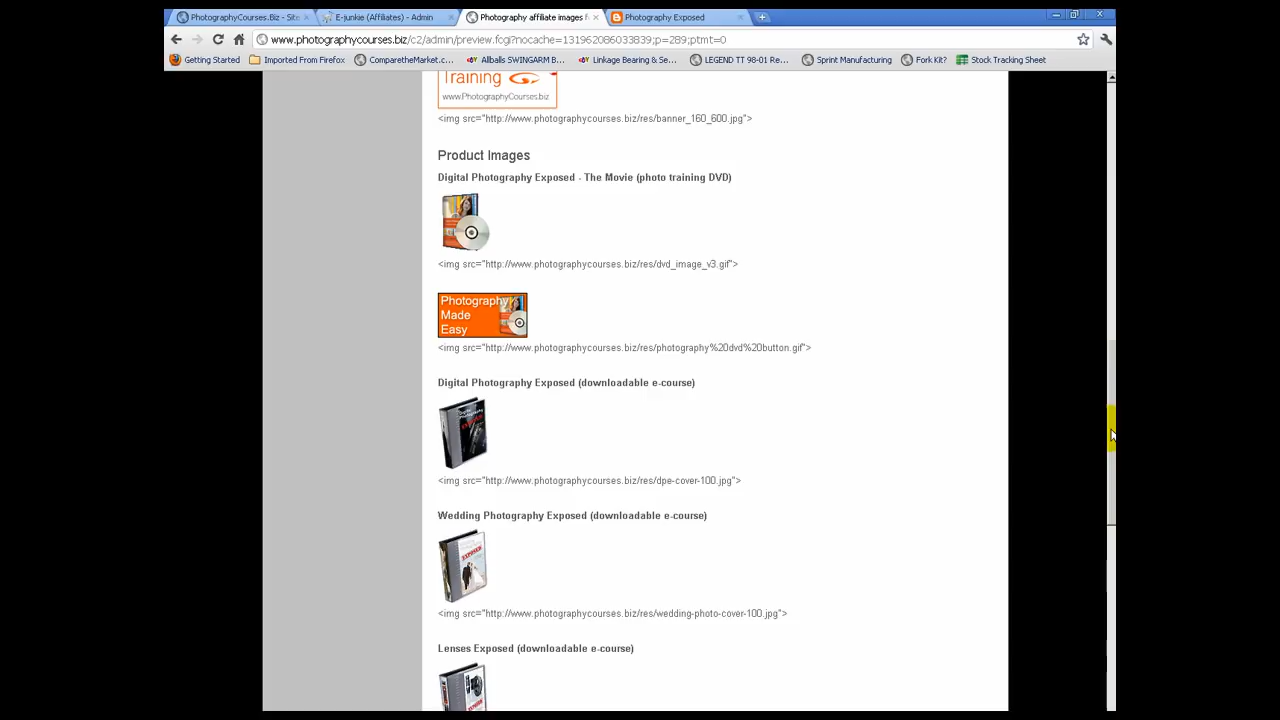 PhotographyCourses.Biz - Site
E-junkie (Affiliates) - Admin
Photography affiliate images f
Photography Exposed
www.photographycourses.biz/c2/admin/preview.fcgi?nocache=131962086033839;p=289;ptmt=0
Getting Started
Imported From Firefox
ComparetheMarket.c...
Allballs SWINGARM B...
Linkage Bearing & Se...
LEGEND TT 98-01 Re...
Sprint Manufacturing
Fork Kit?
Stock Tracking Sheet
Training
www.PhotographyCourses.biz
<img src="http://www.photographycourses.biz/res/banner_160_600.jpg">
Product Images
Digital Photography Exposed - The Movie (photo training DVD)
<img src="http://www.photographycourses.biz/res/dvd_image_v3.gif">
Photography
Made
Easy
<img src="http://www.photographycourses.biz/res/photography%20dvd%20button.gif">
Digital Photography Exposed (downloadable e-course)
<img src="http://www.photographycourses.biz/res/dpe-cover-100.jpg">
Wedding Photography Exposed (downloadable e-course)
EXPOSED
<img src="http://www.photographycourses.biz/res/wedding-photo-cover-100.jpg">
Lenses Exposed (downloadable e-course)